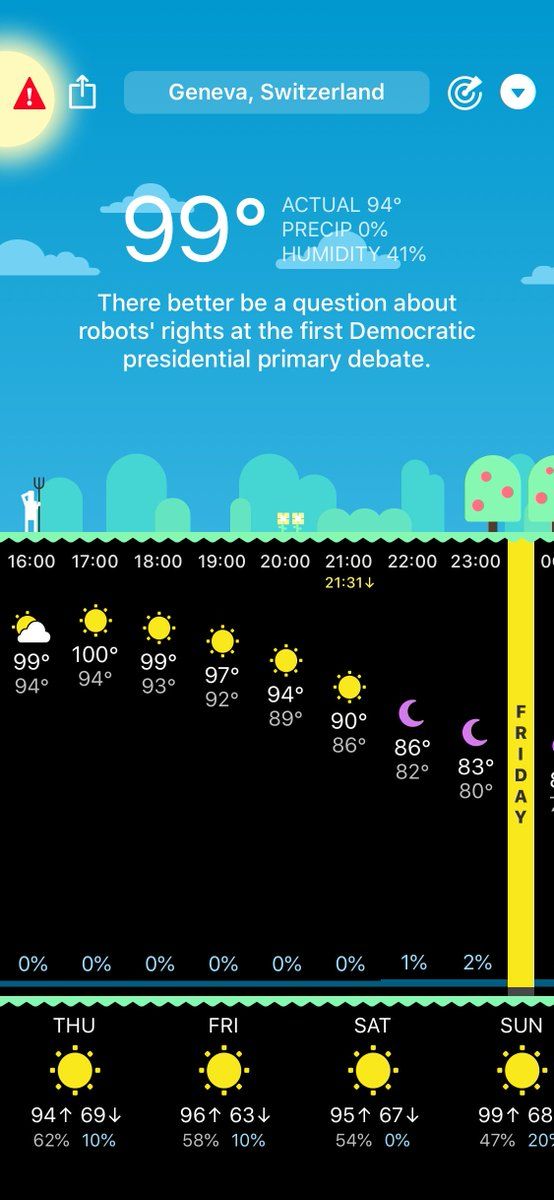 Geneva, Switzerland
99° ACTUAL 94°
PRECIP 0%
HUMIDITY 41%
There better be a question about
robots' rights at the first Democratic
presidential primary debate.
16:00 17:00 18:00 19:00 20:00 21:00 22:00 23:00
21:31↓
99° 100° 99° 97° 94° 90° 86° 83°
94° 94° 93° 92° 89° 86° 82° 80°
FRIDAY
0% 0% 0% 0% 0% 0% 1% 2%
THU FRI SAT SUN
94↑ 69↓ 96↑ 63↓ 95↑ 67↓ 99↑ 68
62% 10% 58% 10% 54% 0% 47% 20%